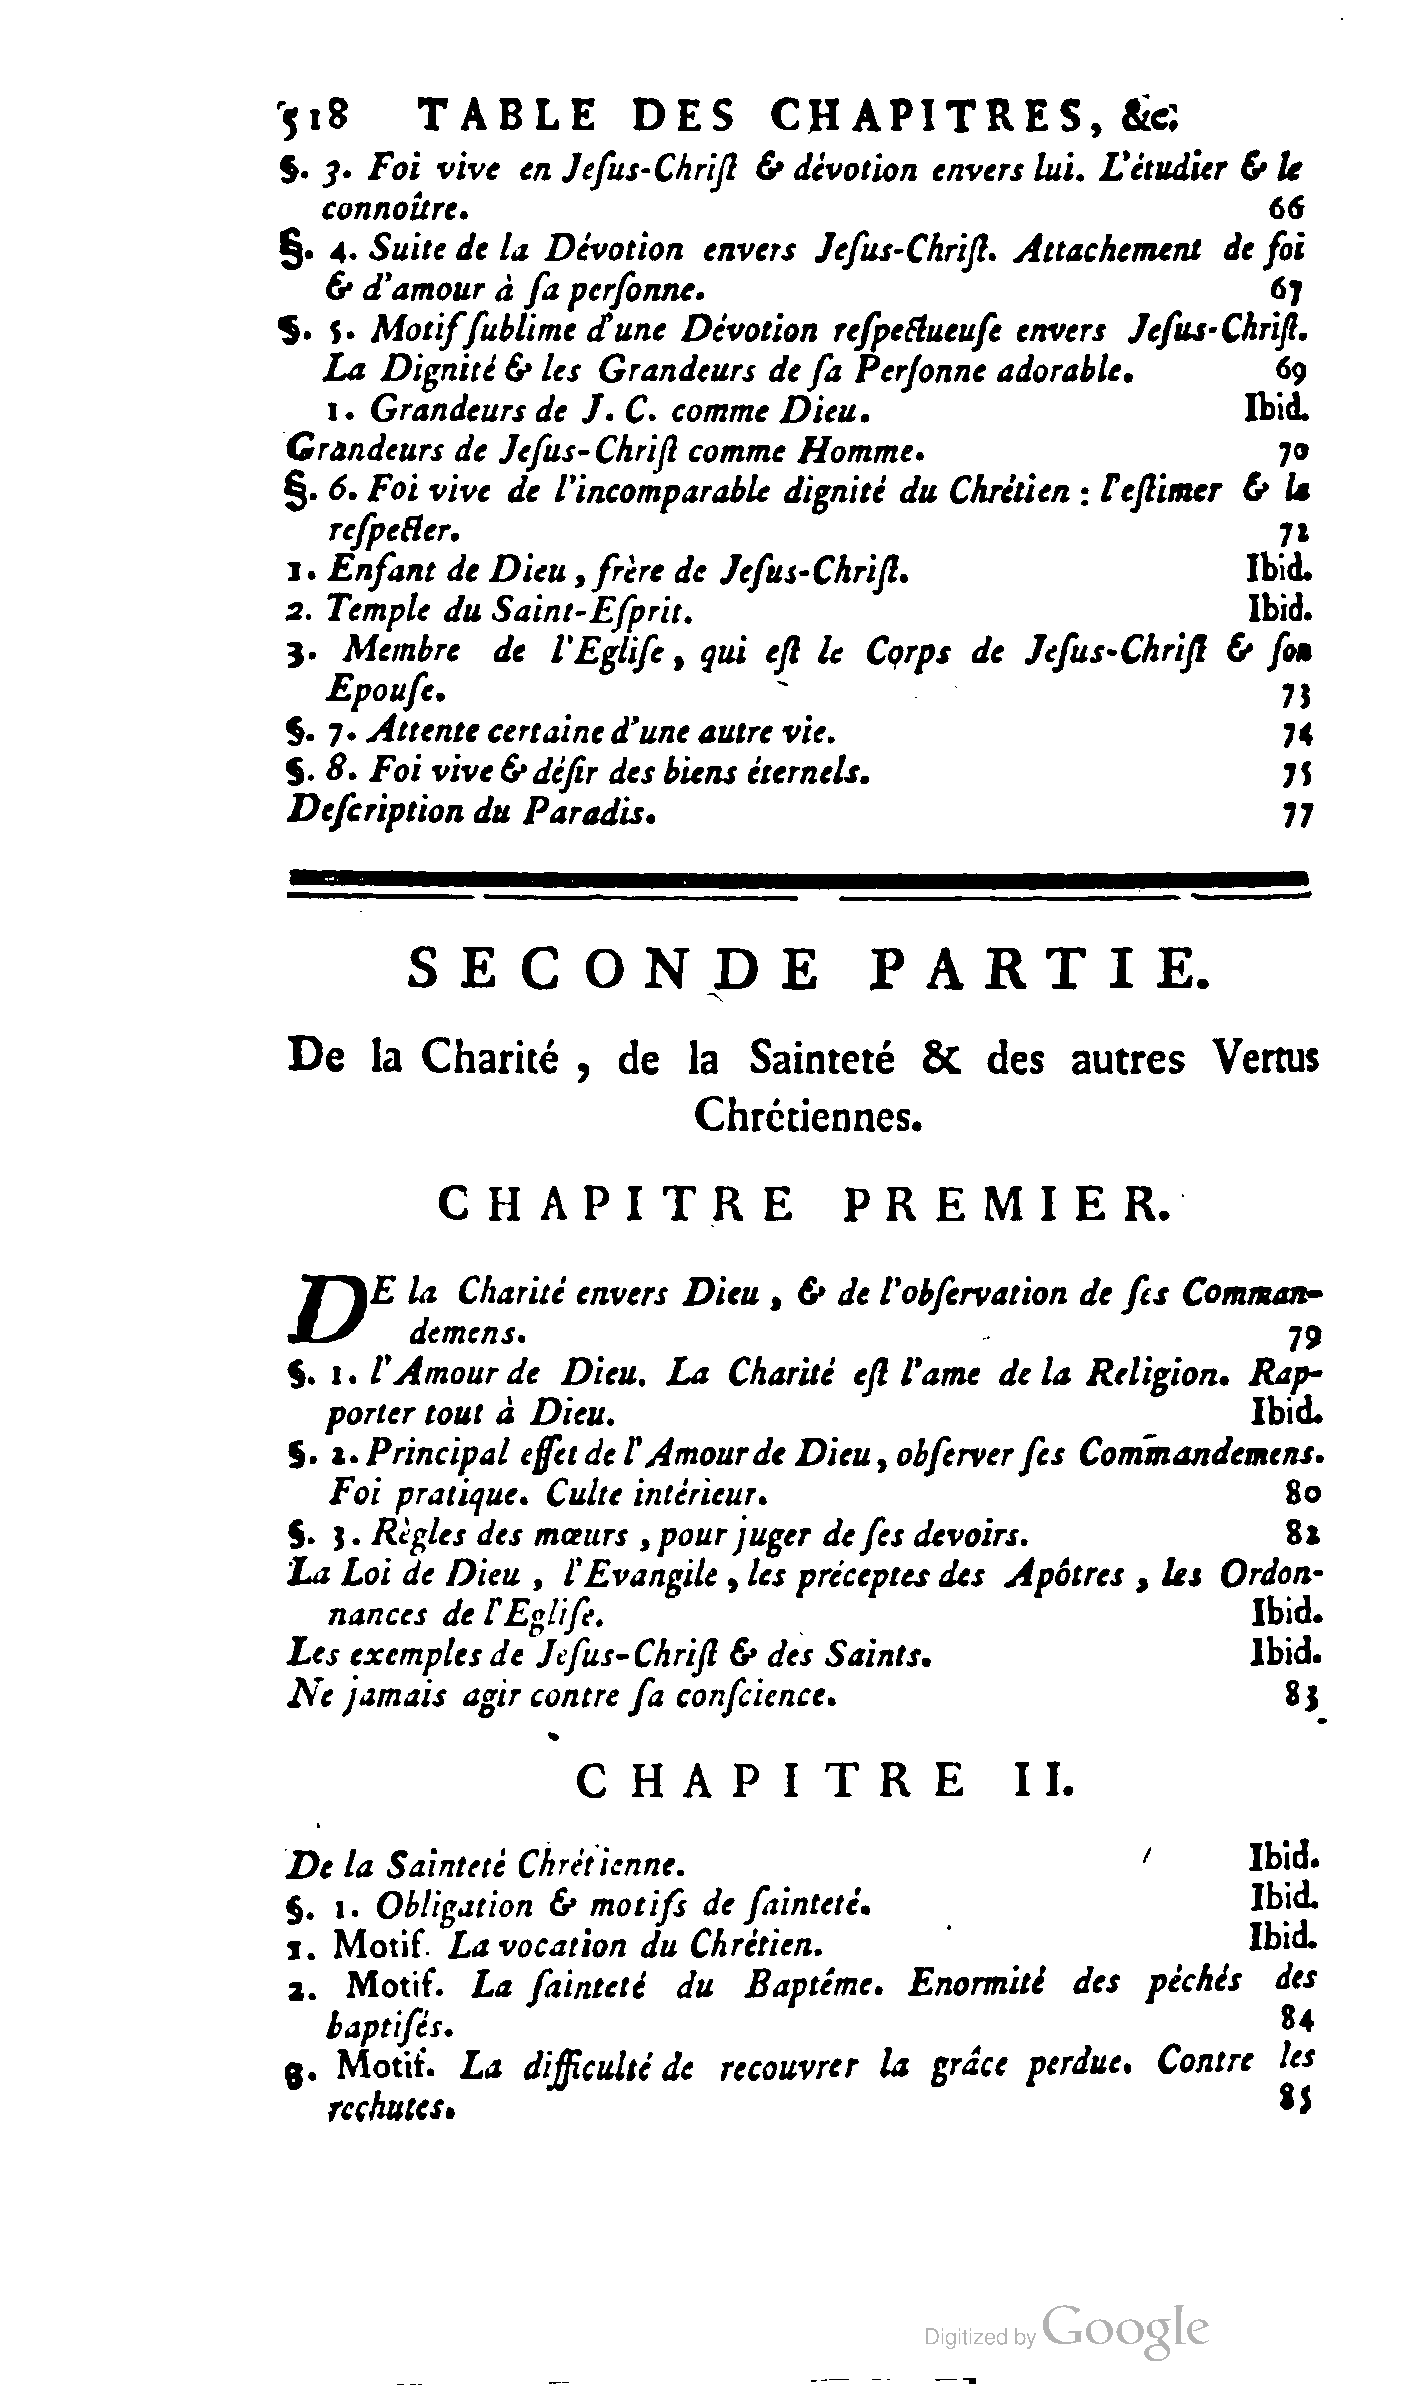 518 TABLE DES CHAPITRES, &c.
§. 3. Foi vive en Jeſus-Chriſt & dévotion envers lui. L'étudier & le
connoître. 66
§. 4. Suite de la Dévotion envers Jeſus-Chriſt. Attachement de foi
& d'amour à ſa perſonne. 67
§. 5. Motif ſublime d'une Dévotion reſpectueuſe envers Jeſus-Chriſt.
La Dignité & les Grandeurs de ſa Perſonne adorable. 69
1. Grandeurs de J. C. comme Dieu. Ibid.
Grandeurs de Jeſus-Chriſt comme Homme. 70
§. 6. Foi vive de l'incomparable dignité du Chrétien : l'eſtimer & la
reſpecter. 72
1. Enfant de Dieu, frère de Jeſus-Chriſt. Ibid.
2. Temple du Saint-Eſprit. Ibid.
3. Membre de l'Egliſe, qui eſt le Corps de Jeſus-Chriſt & ſon
Epouſe. 73
§. 7. Attente certaine d'une autre vie. 74
§. 8. Foi vive & déſir des biens éternels. 75
Deſcription du Paradis. 77
SECONDE PARTIE.
De la Charité, de la Sainteté & des autres Vertus
Chrétiennes.
CHAPITRE PREMIER.
DE la Charité envers Dieu, & de l'obſervation de ſes Comman-
demens. 79
§. 1. l'Amour de Dieu. La Charité eſt l'ame de la Religion. Rap-
porter tout à Dieu. Ibid.
§. 2. Principal effet de l'Amour de Dieu, obſerver ſes Commandemens.
Foi pratique. Culte intérieur. 80
§. 3. Règles des mœurs, pour juger de ſes devoirs. 82
La Loi de Dieu, l'Evangile, les préceptes des Apôtres, les Ordon-
nances de l'Egliſe. Ibid.
Les exemples de Jeſus-Chriſt & des Saints. Ibid.
Ne jamais agir contre ſa conſcience. 83
CHAPITRE II.
De la Sainteté Chrétienne. Ibid.
§. 1. Obligation & motifs de ſainteté. Ibid.
1. Motif. La vocation du Chrétien. Ibid.
2. Motif. La ſainteté du Baptême. Enormité des péchés des
baptiſés. 84
3. Motif. La difficulté de recouvrer la grâce perdue. Contre les
rechutes. 85
Digitized by Google